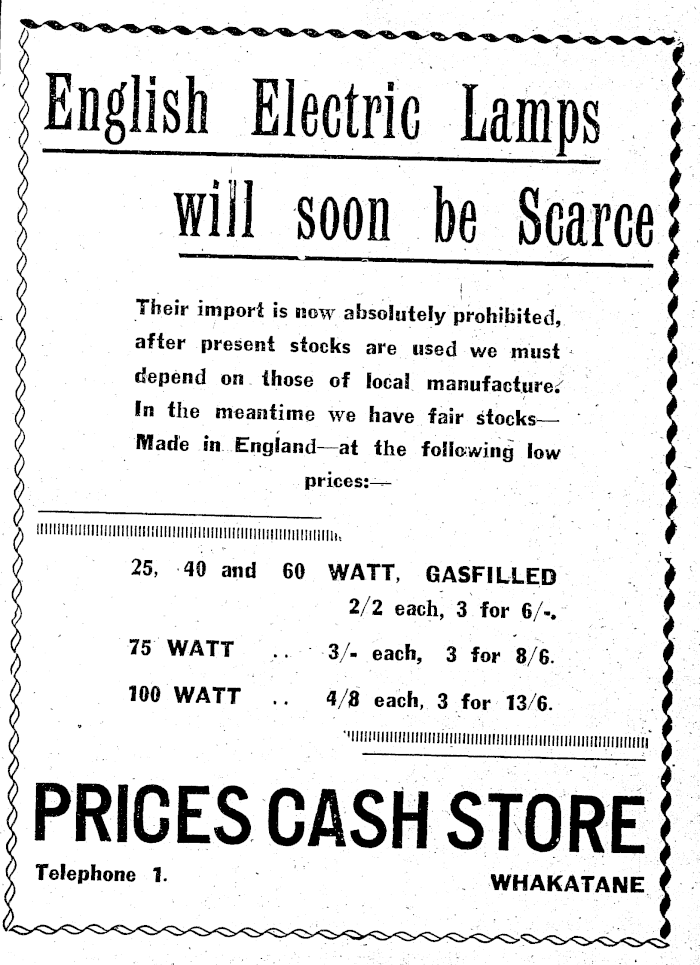 English Electric Lamps
will soon be Scarce
Their import is now absolutely prohibited,
after present stocks are used we must
depend on those of local manufacture.
In the meantime we have fair stocks—
Made in England—at the following low
prices:—
25, 40 and 60 WATT, GASFILLED
2/2 each, 3 for 6/-.
75 WATT .. 3/- each, 3 for 8/6.
100 WATT .. 4/8 each, 3 for 13/6.
PRICES CASH STORE
Telephone 1. WHAKATANE